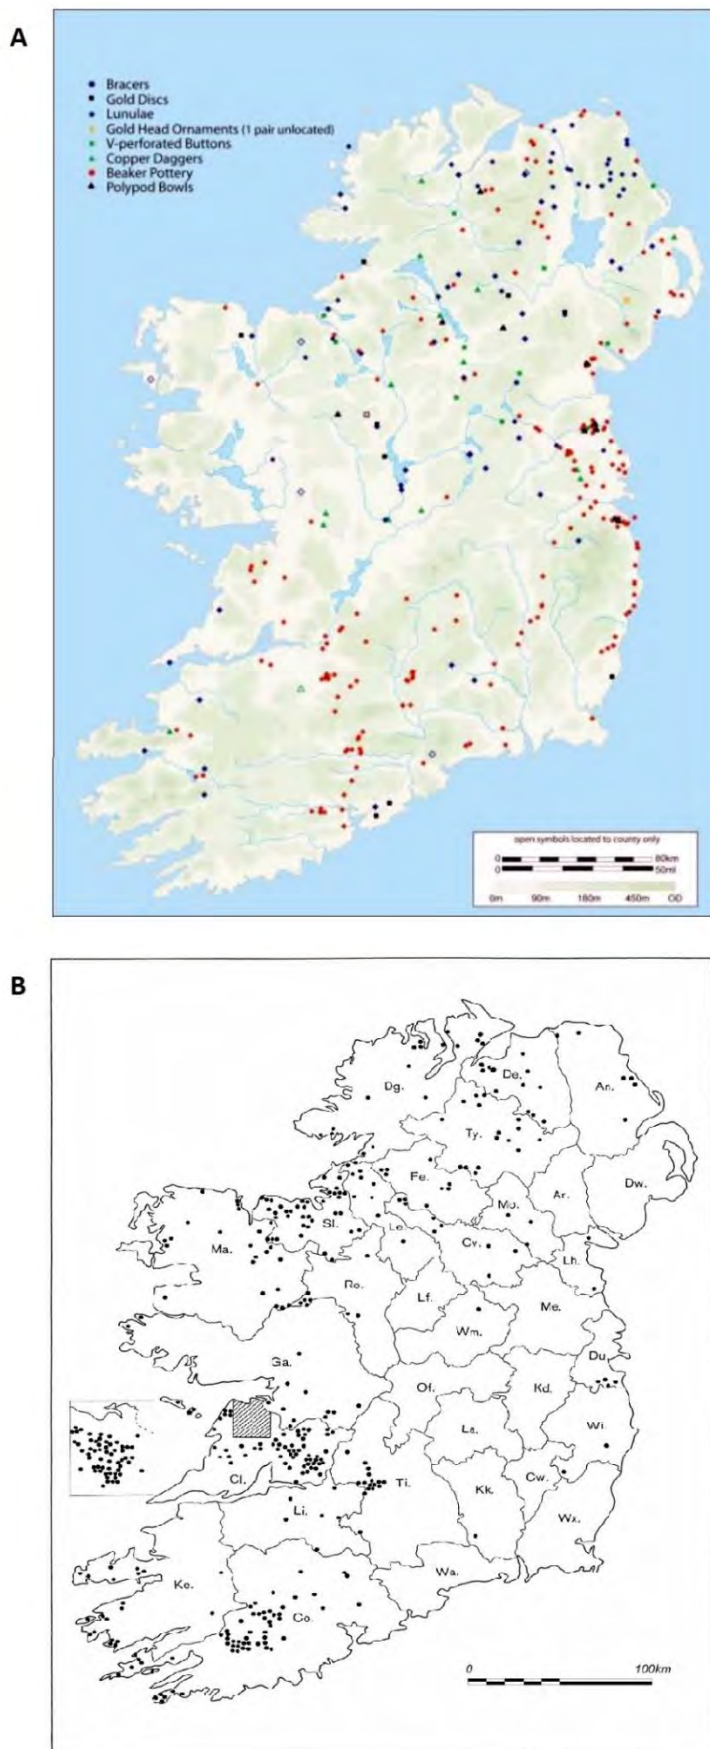 A
Bracers
Gold Discs
Lunulae
Gold Head Ornaments (1 pair unlocated)
V-perforated Buttons
Copper Daggers
Beaker Pottery
Polypod Bowls
open symbols located to county only
0 80km
0 50ml
0m 90m 180m 450m OD
B
Dg.
De.
An.
Ty.
Fe.
Dw.
Ar.
Mo.
Sl.
Le.
Ma.
Cv.
Lh.
Ro.
Lf.
Me.
Wm.
Ga.
Du.
Of.
Kd.
La.
Wi.
Cl.
Ti.
Cw.
Kk.
Li.
Wx.
Wa.
Ke.
Co.
0 100km